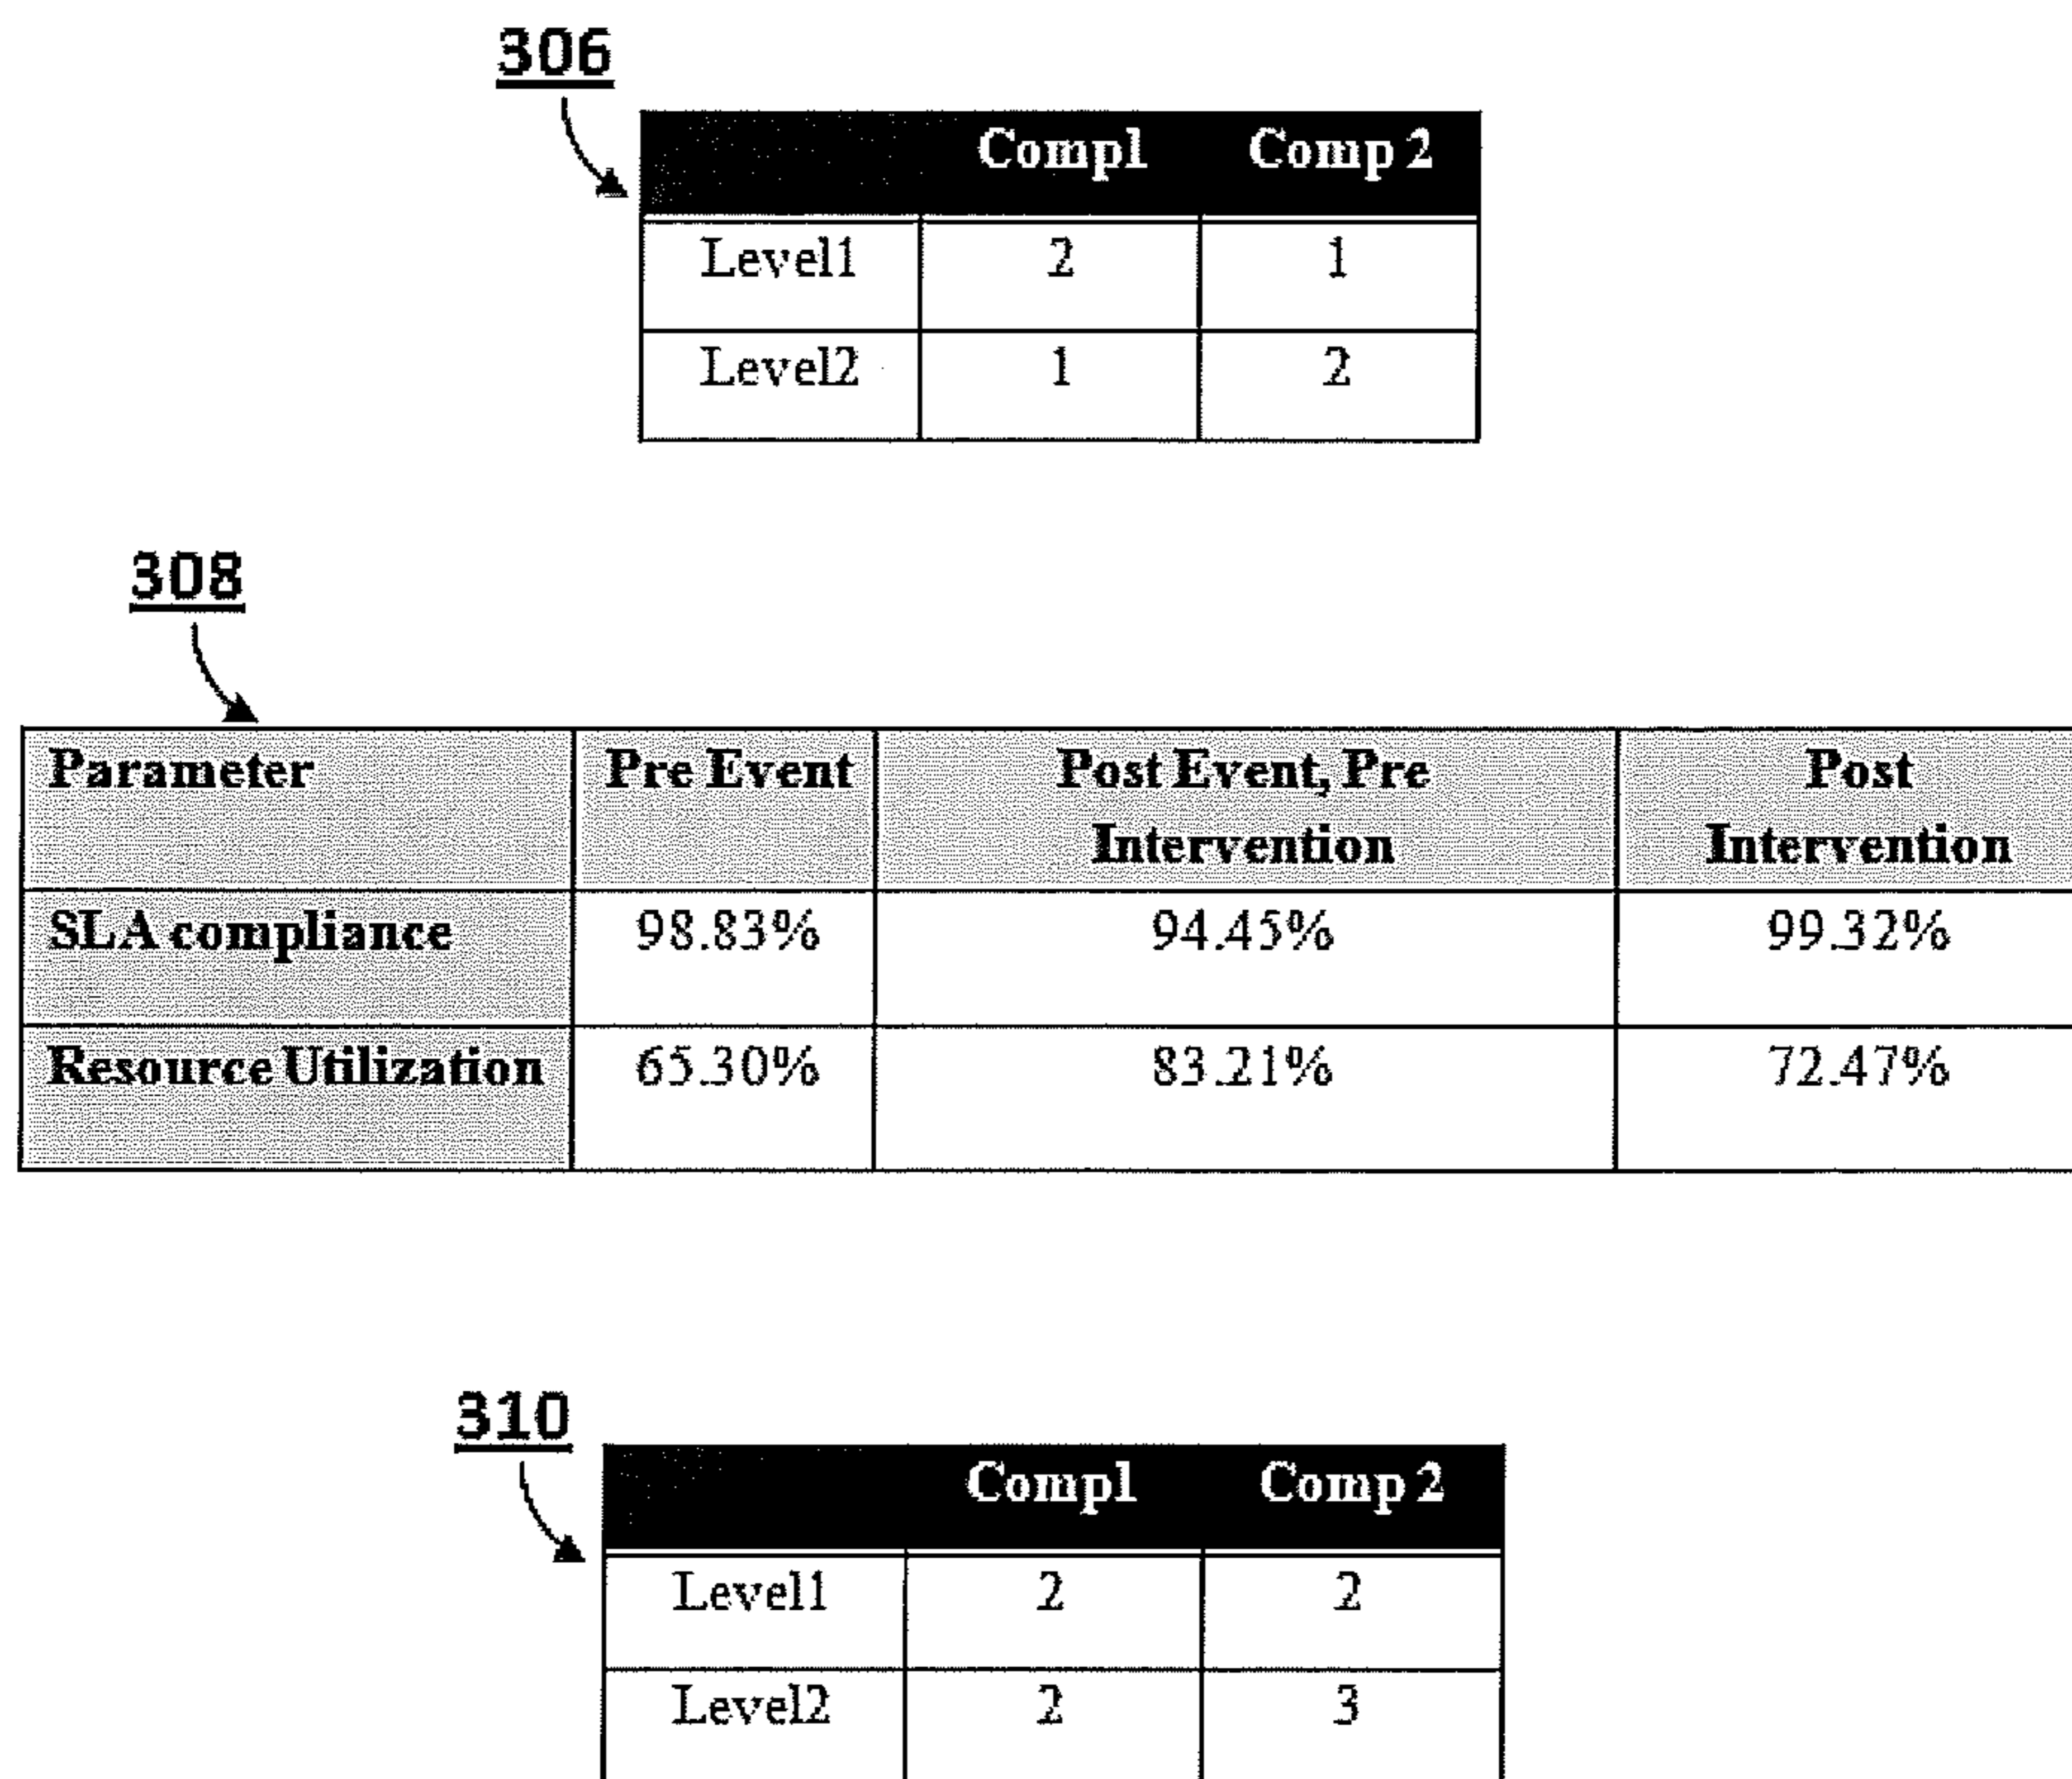 306
Comp1 Comp 2
Level1 2 1
Level2 1 2
308
Parameter Pre Event Post Event, Pre Post
Intervention Intervention
SLA compliance 98.83% 94.45% 99.32%
Resource Utilization 65.30% 83.21% 72.47%
310
Comp1 Comp 2
Level1 2 2
Level2 2 3